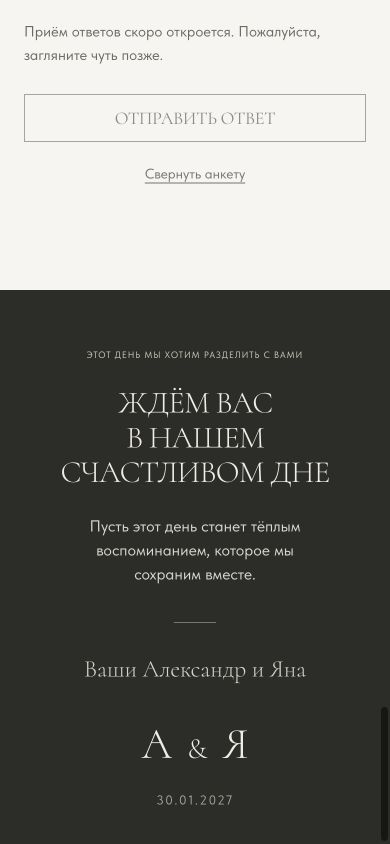 Приём ответов скоро откроется. Пожалуйста,
загляните чуть позже.
ОТПРАВИТЬ ОТВЕТ
Свернуть анкету
ЭТОТ ДЕНЬ МЫ ХОТИМ РАЗДЕЛИТЬ С ВАМИ
ЖДЁМ ВАС
В НАШЕМ
СЧАСТЛИВОМ ДНЕ
Пусть этот день станет тёплым
воспоминанием, которое мы
сохраним вместе.
Ваши Александр и Яна
А & Я
30.01.2027